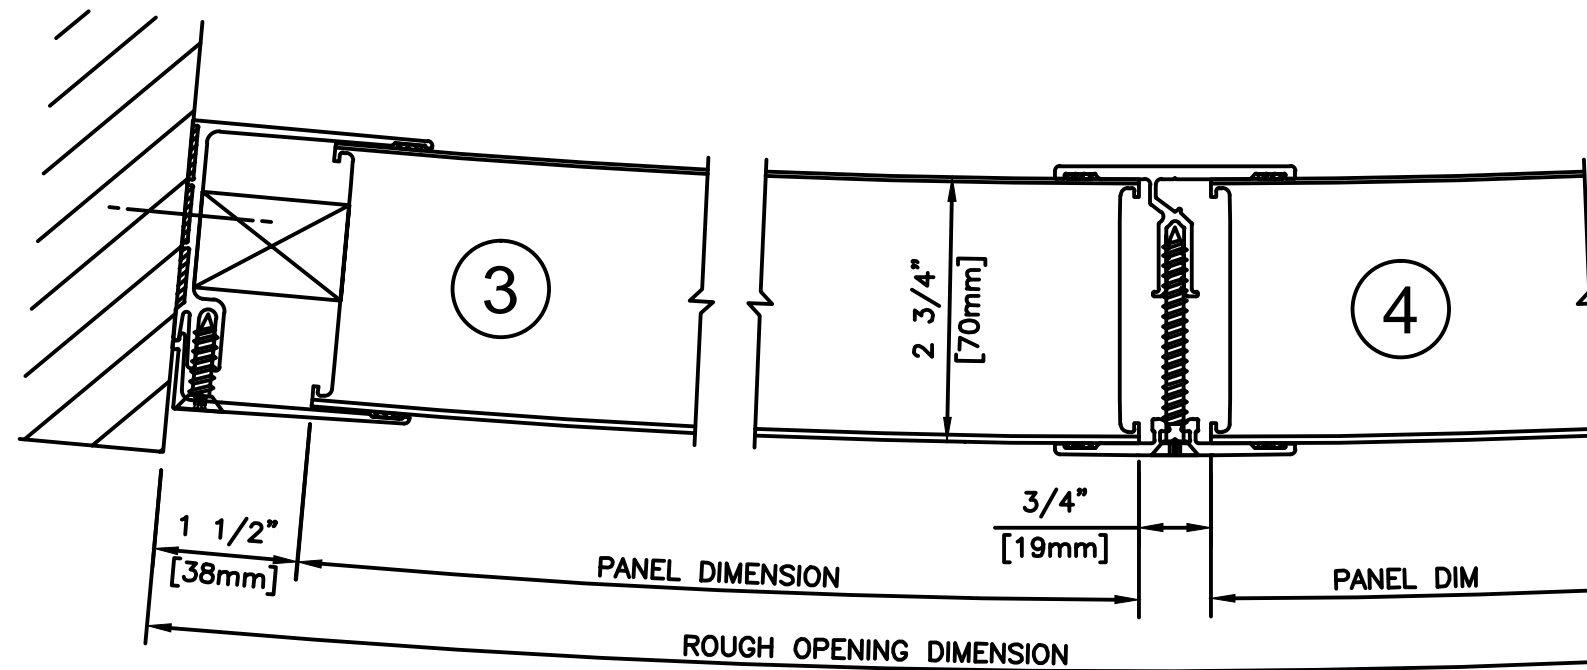 3
4
2 3/4"
[70mm]
1 1/2"
[38mm]
3/4"
[19mm]
PANEL DIMENSION
PANEL DIM
ROUGH OPENING DIMENSION